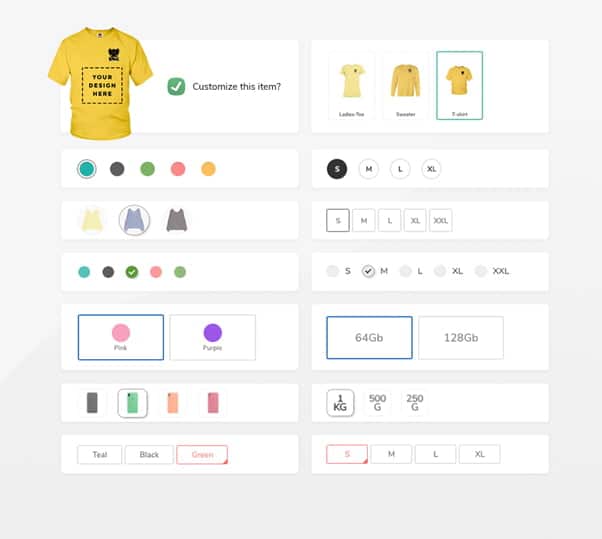 YOUR
DESIGN
HERE
Customize this item?
Ladies Tee
Sweater
T-shirt
S
M
L
XL
S
M
L
XL
XXL
S
M
L
XL
XXL
Pink
Purple
64Gb
128Gb
1
KG
500
G
250
G
Teal
Black
Green
S
M
L
XL